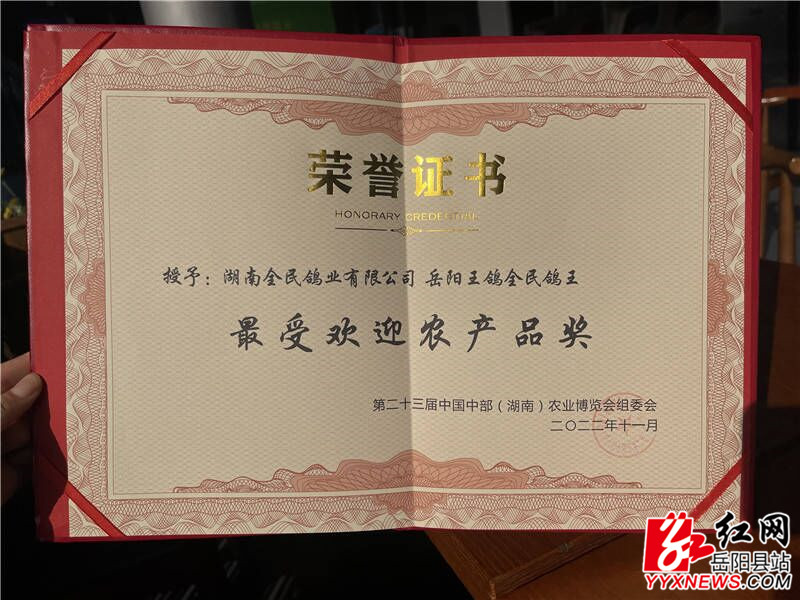 荣誉证书
HONORARY CREDENTIAL
授予：湖南全民鸽业有限公司 岳阳王鸽全民鸽王
最受欢迎农产品奖
第二十三届中国中部（湖南）农业博览会组委会
二〇二二年十一月
红网
岳阳县站
YYXNEWS.COM